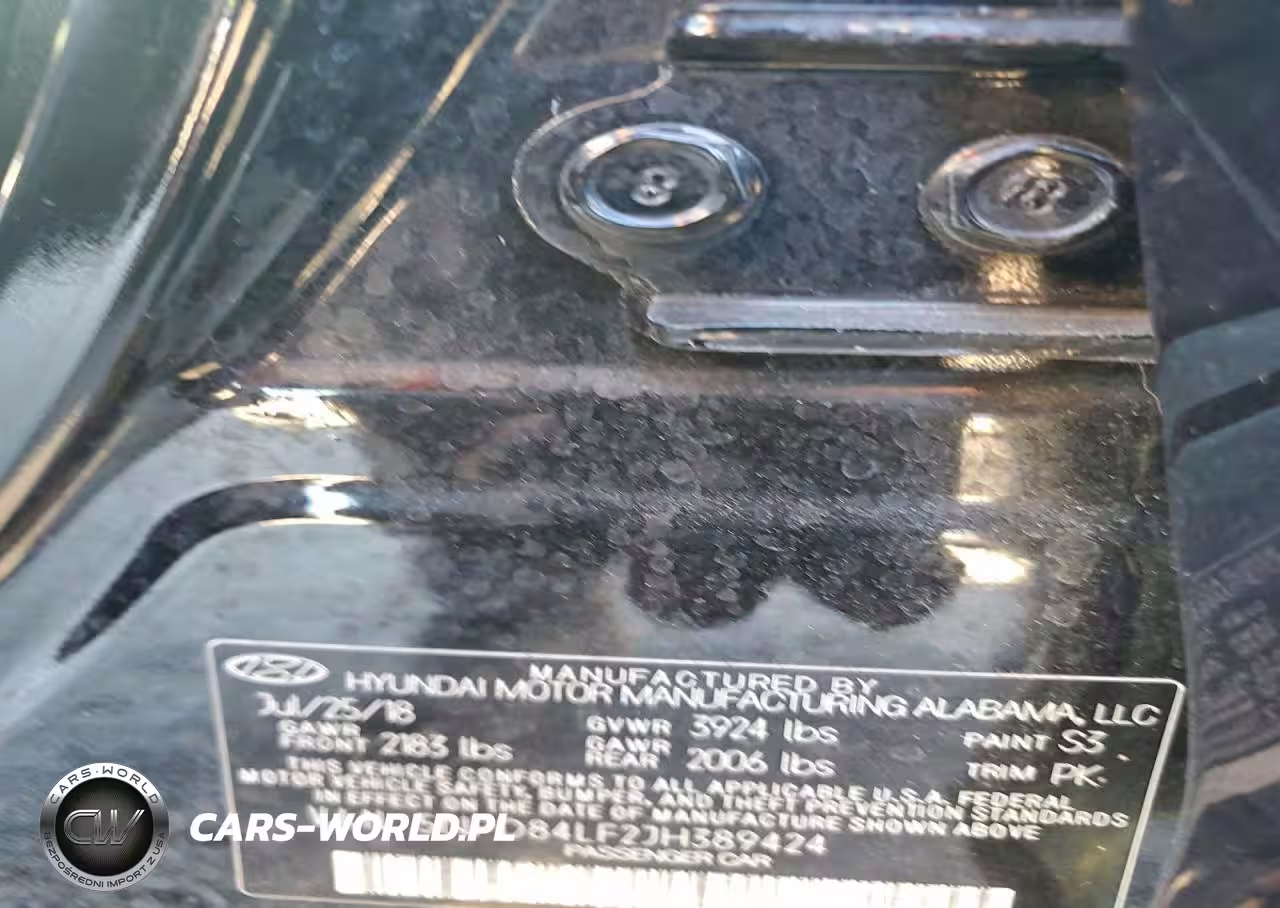 MANUFACTURED BY
HYUNDAI MOTOR MANUFACTURING ALABAMA, LLC
Jul/25/18
GAWR FRONT 2183 lbs
GVWR 3924 lbs
GAWR REAR 2006 lbs
PAINT S3
TRIM PK
THIS VEHICLE CONFORMS TO ALL APPLICABLE U.S.A. FEDERAL
MOTOR VEHICLE SAFETY, BUMPER, AND THEFT PREVENTION STANDARDS
IN EFFECT ON THE DATE OF MANUFACTURE SHOWN ABOVE
D84LF2JH389424
PASSENGER CAR
CARS-WORLD
CW
BEZPOŚREDNI IMPORT Z USA
CARS-WORLD.PL